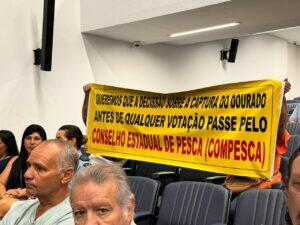 QUEREMOS QUE A DECISÃO SOBRE A CAPTURA DO DOURADO
ANTES DE QUALQUER VOTAÇÃO PASSE PELO
CONSELHO ESTADUAL DE PESCA (COMPESCA)